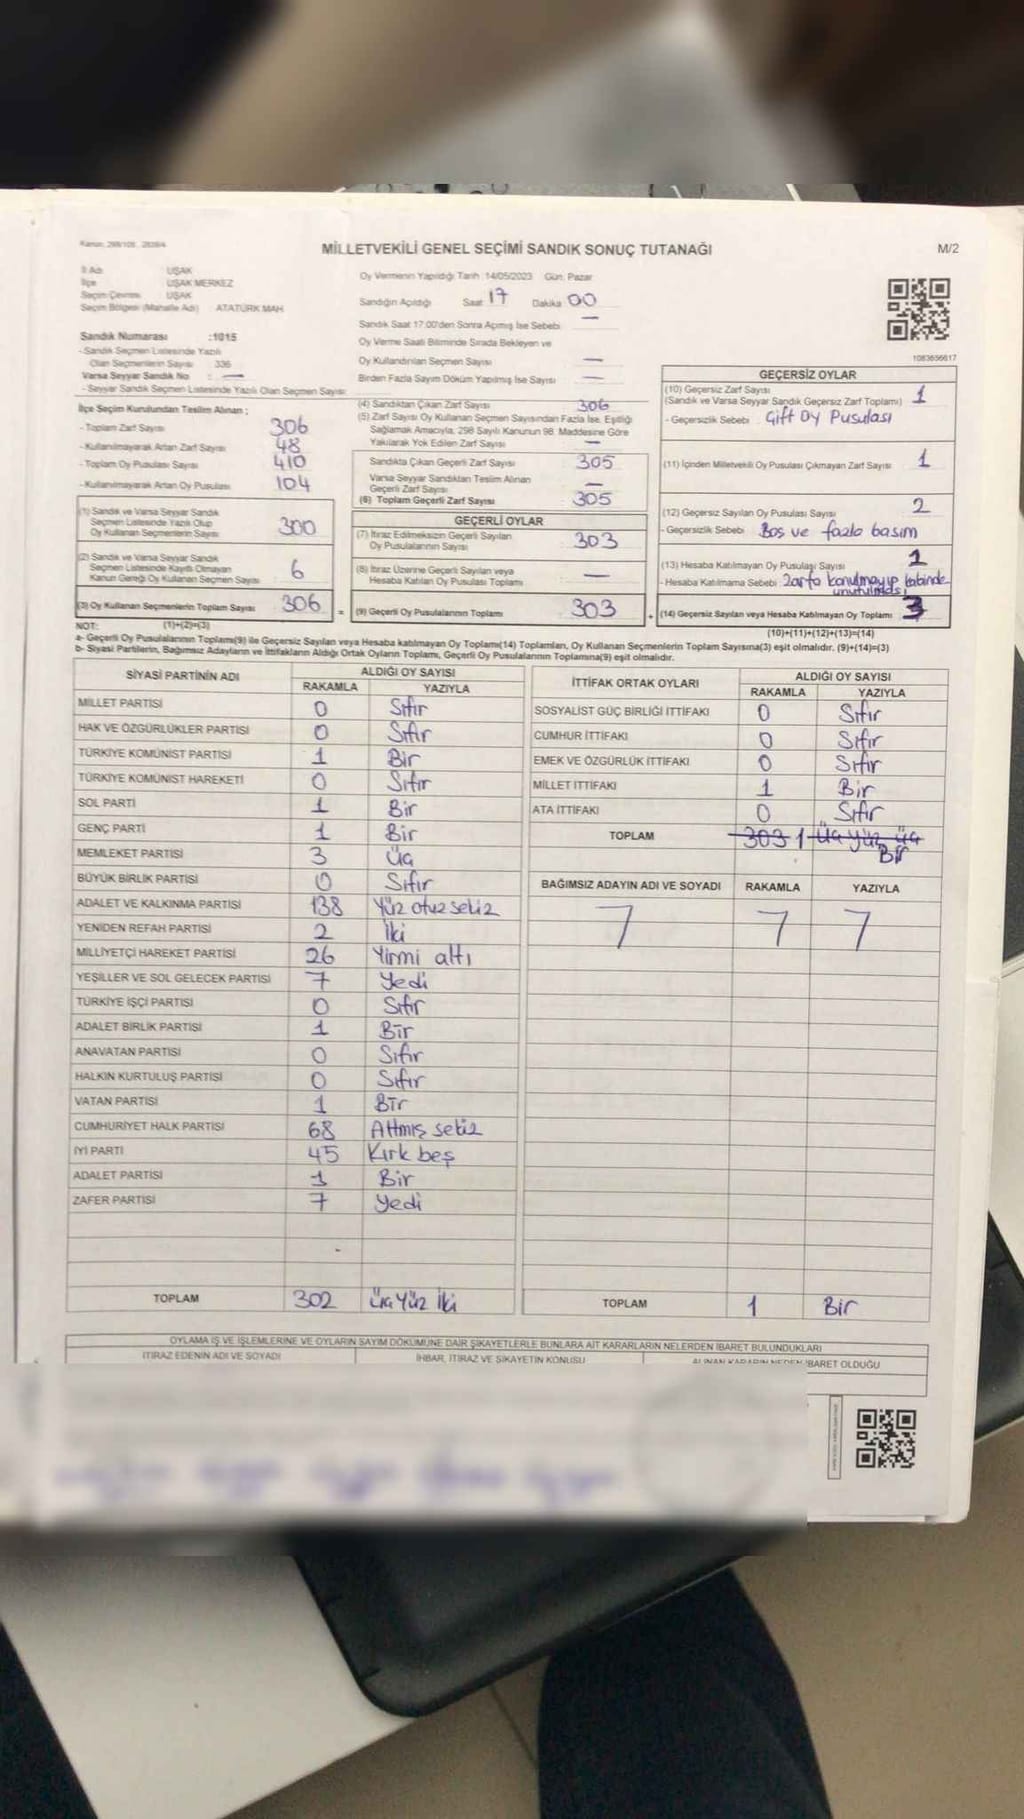 MİLLETVEKİLİ GENEL SEÇİMİ SANDIK SONUÇ TUTANAĞI
M/2
İl Adı UŞAK
İlçe UŞAK MERKEZ
Seçim Çevresi UŞAK
Seçim Bölgesi (Mahalle Adı) ATATÜRK MAH
Sandık Numarası :1015
- Sandık Seçmen Listesinde Yazılı
Olan Seçmenlerin Sayısı 336
Varsa Seyyar Sandık No : —
- Seyyar Sandık Seçmen Listesinde Yazılı Olan Seçmen Sayısı
Oy Vermenin Yapıldığı Tarih 14/05/2023 Gün. Pazar
Sandığın Açıldığı Saat 17 Dakika 00
Sandık Saat 17.00'den Sonra Açılmış İse Sebebi —
Oy Verme Saati Bitiminde Sırada Bekleyen ve
Oy Kullandırılan Seçmen Sayısı —
Birden Fazla Sayım Döküm Yapılmış İse Sayısı —
1083656617
İlçe Seçim Kurulundan Teslim Alınan ;
- Toplam Zarf Sayısı 306
- Kullanılmayarak Artan Zarf Sayısı 48
- Toplam Oy Pusulası Sayısı 410
- Kullanılmayarak Artan Oy Pusulası 104
(1) Sandık ve Varsa Seyyar Sandık
Seçmen Listesinde Yazılı Olup
Oy Kullanan Seçmenlerin Sayısı 300
(2) Sandık ve Varsa Seyyar Sandık
Seçmen Listesinde Kayıtlı Olmayan
Kanun Gereği Oy Kullanan Seçmen Sayısı 6
(3) Oy Kullanan Seçmenlerin Toplam Sayısı 306 =
(4) Sandıktan Çıkan Zarf Sayısı 306
(5) Zarf Sayısı Oy Kullanan Seçmen Sayısından Fazla İse, Eşitliği
Sağlamak Amacıyla, 298 Sayılı Kanunun 98. Maddesine Göre
Yakılarak Yok Edilen Zarf Sayısı —
Sandıkta Çıkan Geçerli Zarf Sayısı 305
Varsa Seyyar Sandıktan Teslim Alınan
Geçerli Zarf Sayısı —
(6) Toplam Geçerli Zarf Sayısı 305
GEÇERLİ OYLAR
(7) İtiraz Edilmeksizin Geçerli Sayılan
Oy Pusulalarının Sayısı 303
(8) İtiraz Üzerine Geçerli Sayılan veya
Hesaba Katılan Oy Pusulası Toplamı —
(9) Geçerli Oy Pusulalarının Toplamı 303 +
GEÇERSİZ OYLAR
(10) Geçersiz Zarf Sayısı
(Sandık ve Varsa Seyyar Sandık Geçersiz Zarf Toplamı) 1
- Geçersizlik Sebebi Çift Oy Pusulası
(11) İçinden Milletvekili Oy Pusulası Çıkmayan Zarf Sayısı 1
(12) Geçersiz Sayılan Oy Pusulası Sayısı 2
- Geçersizlik Sebebi Boş ve fazla basım
(13) Hesaba Katılmayan Oy Pusulası Sayısı 1
- Hesaba Katılmama Sebebi zarfa konulmayıp kabinde
unutulması
(14) Geçersiz Sayılan veya Hesaba Katılmayan Oy Toplamı 3
NOT: (1)+(2)=(3)
(10)+(11)+(12)+(13)=(14)
a- Geçerli Oy Pusulalarının Toplamı(9) ile Geçersiz Sayılan veya Hesaba katılmayan Oy Toplamı(14) Toplamları, Oy Kullanan Seçmenlerin Toplam Sayısına(3) eşit olmalıdır. (9)+(14)=(3)
b- Siyasi Partilerin, Bağımsız Adayların ve İttifakların Aldığı Ortak Oyların Toplamı, Geçerli Oy Pusulalarının Toplamına(9) eşit olmalıdır.
SİYASİ PARTİNİN ADI ALDIĞI OY SAYISI
RAKAMLA YAZIYLA
MİLLET PARTİSİ 0 Sıfır
HAK VE ÖZGÜRLÜKLER PARTİSİ 0 Sıfır
TÜRKİYE KOMÜNİST PARTİSİ 1 Bir
TÜRKİYE KOMÜNİST HAREKETİ 0 Sıfır
SOL PARTİ 1 Bir
GENÇ PARTİ 1 Bir
MEMLEKET PARTİSİ 3 Üç
BÜYÜK BİRLİK PARTİSİ 0 Sıfır
ADALET VE KALKINMA PARTİSİ 138 Yüz otuz sekiz
YENİDEN REFAH PARTİSİ 2 İki
MİLLİYETÇİ HAREKET PARTİSİ 26 Yirmi altı
YEŞİLLER VE SOL GELECEK PARTİSİ 7 Yedi
TÜRKİYE İŞÇİ PARTİSİ 0 Sıfır
ADALET BİRLİK PARTİSİ 1 Bir
ANAVATAN PARTİSİ 0 Sıfır
HALKIN KURTULUŞ PARTİSİ 0 Sıfır
VATAN PARTİSİ 1 Bir
CUMHURİYET HALK PARTİSİ 68 Altmış sekiz
İYİ PARTİ 45 Kırk beş
ADALET PARTİSİ 1 Bir
ZAFER PARTİSİ 7 Yedi
TOPLAM 302 Üç Yüz İki
İTTİFAK ORTAK OYLARI ALDIĞI OY SAYISI
RAKAMLA YAZIYLA
SOSYALİST GÜÇ BİRLİĞİ İTTİFAKI 0 Sıfır
CUMHUR İTTİFAKI 0 Sıfır
EMEK VE ÖZGÜRLÜK İTTİFAKI 0 Sıfır
MİLLET İTTİFAKI 1 Bir
ATA İTTİFAKI 0 Sıfır
TOPLAM 303 1 Üç yüz üç
Bir
BAĞIMSIZ ADAYIN ADI VE SOYADI RAKAMLA YAZIYLA
7 7 7
TOPLAM 1 Bir
OYLAMA İŞ VE İŞLEMLERİNE VE OYLARIN SAYIM DÖKÜMÜNE DAİR ŞİKAYETLERLE BUNLARA AİT KARARLARIN NELERDEN İBARET BULUNDUKLARI
İTİRAZ EDENİN ADI VE SOYADI İHBAR, İTİRAZ VE ŞİKAYETİN KONUSU ALINAN KARARIN NEDEN İBARET OLDUĞU